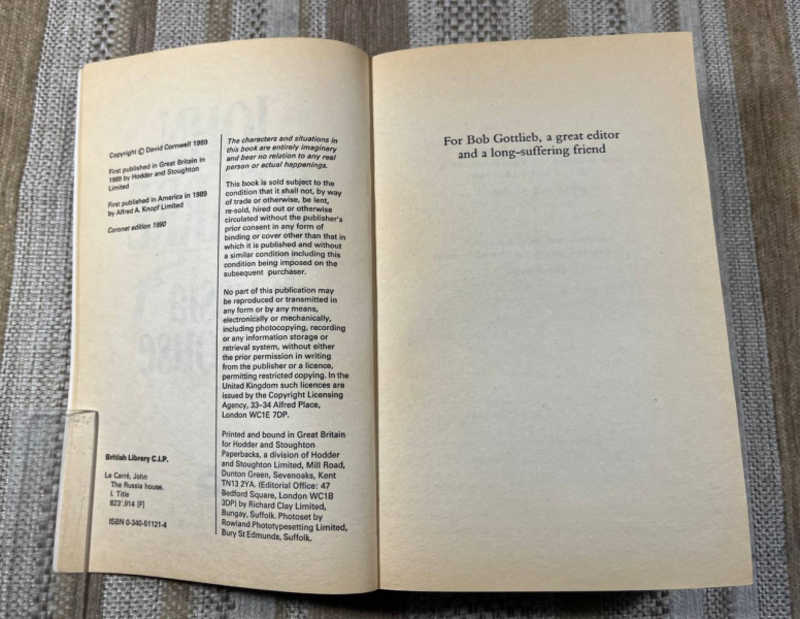 Copyright © David Cornwell 1989
First published in Great Britain in
1989 by Hodder and Stoughton
Limited
First published in America in 1989
by Alfred A. Knopf Limited
Coronet edition 1990
British Library C.I.P.
Le Carré, John
The Russia house.
I. Title
823'.914 [F]
ISBN 0-340-51121-4
The characters and situations in
this book are entirely imaginary
and bear no relation to any real
person or actual happenings.
This book is sold subject to the
condition that it shall not, by way
of trade or otherwise, be lent,
re-sold, hired out or otherwise
circulated without the publisher's
prior consent in any form of
binding or cover other than that in
which it is published and without
a similar condition including this
condition being imposed on the
subsequent purchaser.
No part of this publication may
be reproduced or transmitted in
any form or by any means,
electronically or mechanically,
including photocopying, recording
or any information storage or
retrieval system, without either
the prior permission in writing
from the publisher or a licence,
permitting restricted copying. In the
United Kingdom such licences are
issued by the Copyright Licensing
Agency, 33–34 Alfred Place,
London WC1E 7DP.
Printed and bound in Great Britain
for Hodder and Stoughton
Paperbacks, a division of Hodder
and Stoughton Limited, Mill Road,
Dunton Green, Sevenoaks, Kent
TN13 2YA. (Editorial Office: 47
Bedford Square, London WC1B
3DP) by Richard Clay Limited,
Bungay, Suffolk. Photoset by
Rowland Phototypesetting Limited,
Bury St Edmunds, Suffolk.
For Bob Gottlieb, a great editor
and a long-suffering friend